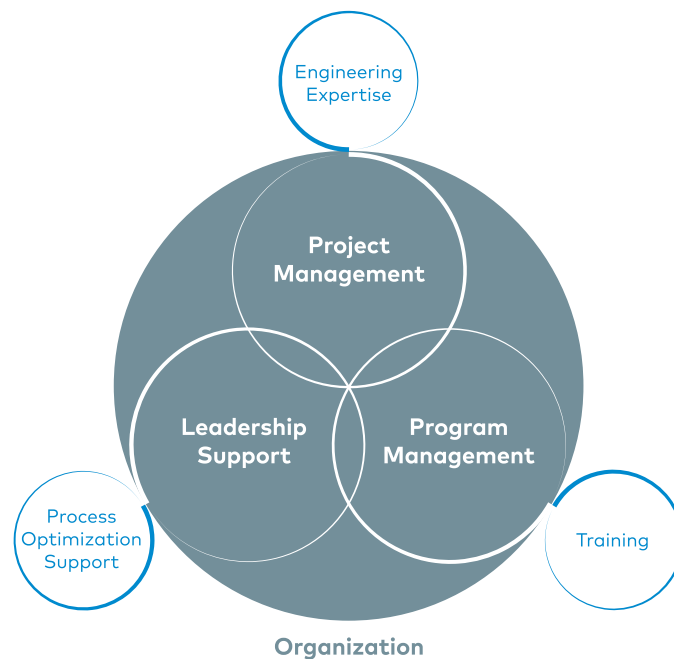 Engineering
Expertise
Project
Management
Leadership
Support
Program
Management
Process
Optimization
Support
Training
Organization